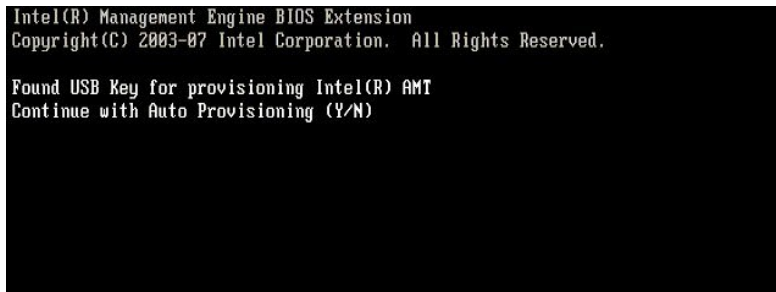 Intel(R) Management Engine BIOS Extension
Copyright(C) 2003-07 Intel Corporation.  All Rights Reserved.
Found USB Key for provisioning Intel(R) AMT
Continue with Auto Provisioning (Y/N)